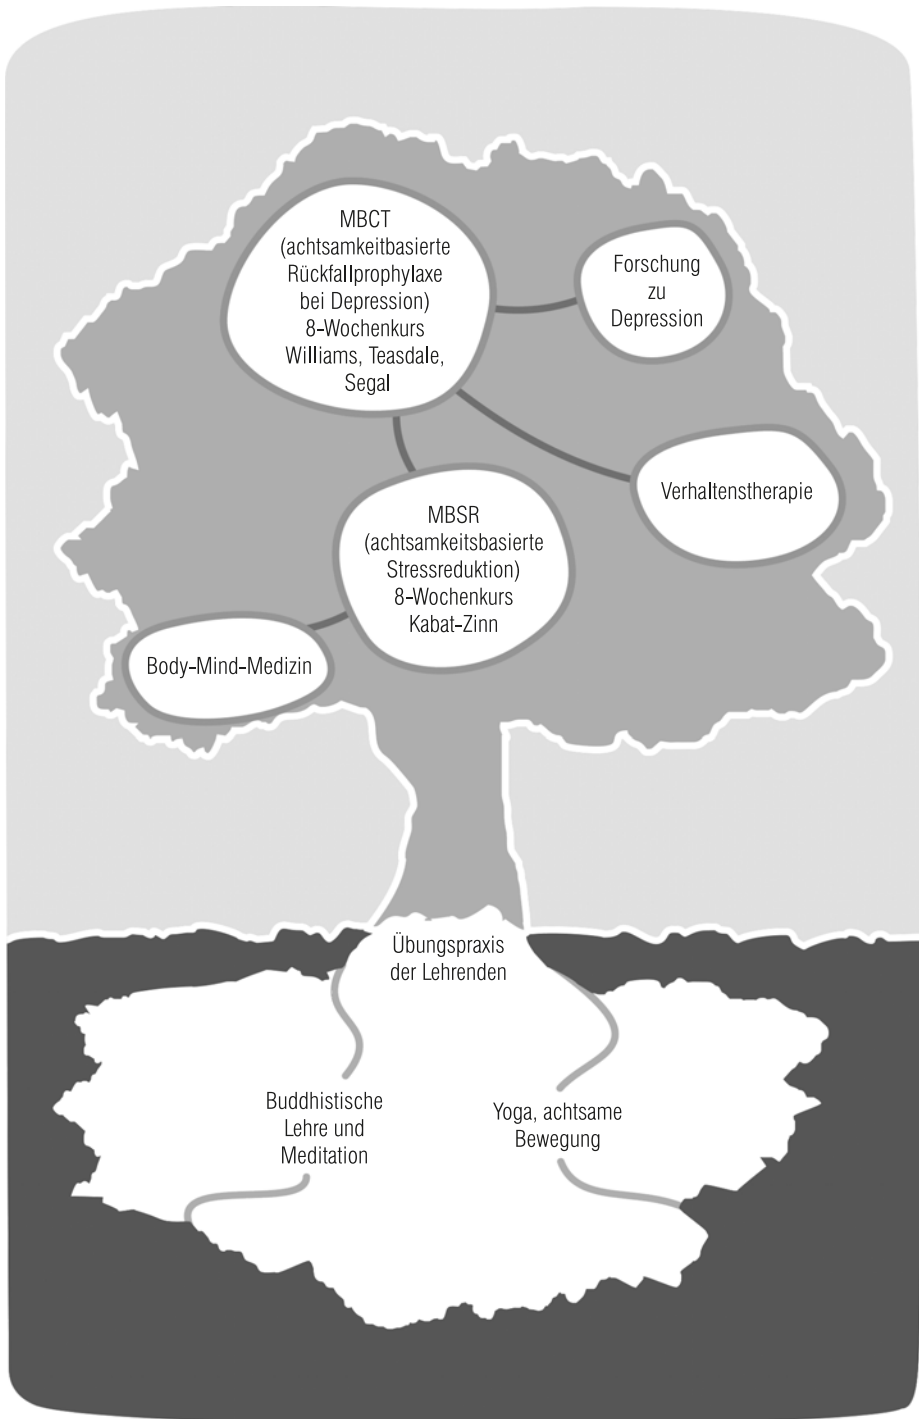 MBCT
(achtsamkeitbasierte
Rückfallprophylaxe
bei Depression)
8-Wochenkurs
Williams, Teasdale,
Segal
Forschung
zu
Depression
Verhaltenstherapie
MBSR
(achtsamkeitsbasierte
Stressreduktion)
8-Wochenkurs
Kabat-Zinn
Body-Mind-Medizin
Übungspraxis
der Lehrenden
Buddhistische
Lehre und
Meditation
Yoga, achtsame
Bewegung